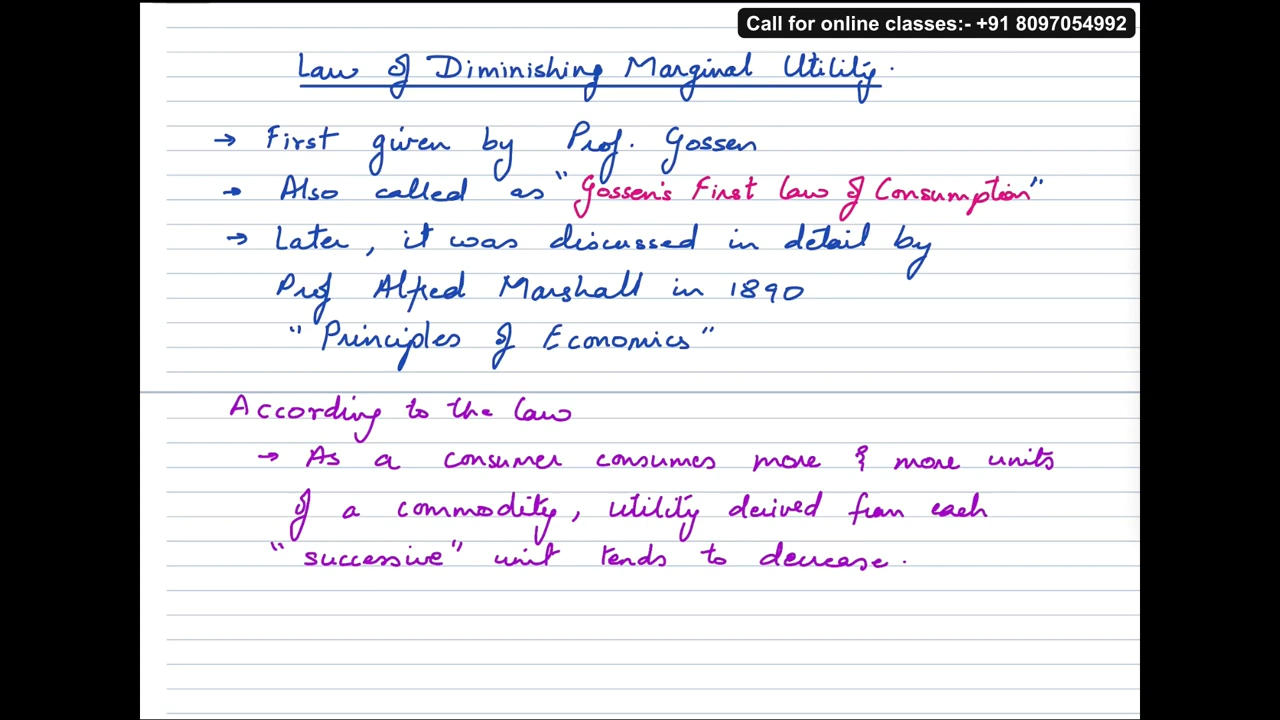 Call for online classes:- +91 8097054992
Law of Diminishing Marginal Utility.
→ First given by Prof. Gossen
→ Also called as "Gossen's First Law of Consumption"
→ Later, it was discussed in detail by
Prof Alfred Marshall in 1890
"Principles of Economics"
According to the law
→ As a consumer consumes more & more units
of a commodity, utility derived from each
"successive" unit tends to decrease.